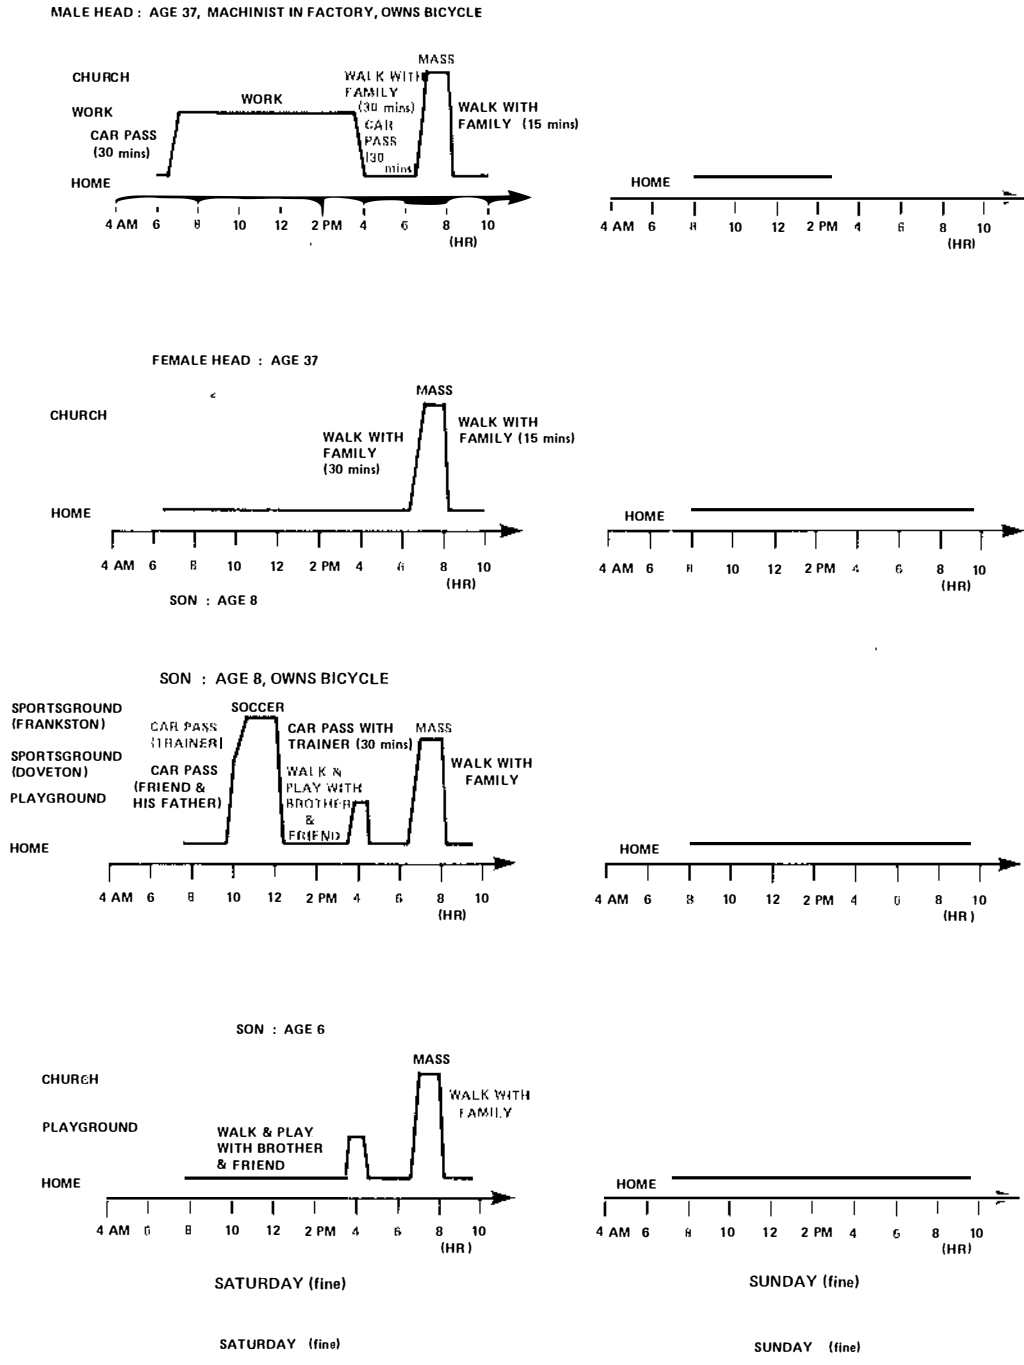 MALE HEAD : AGE 37, MACHINIST IN FACTORY, OWNS BICYCLE
MASS
CHURCH
WALK WITH
FAMILY
(30 mins)
WORK
WORK
WALK WITH
FAMILY (15 mins)
CAR PASS
(30 mins)
CAR
PASS
(30
mins)
HOME
4 AM 6 8 10 12 2 PM 4 6 8 10
(HR)
HOME
4 AM 6 8 10 12 2 PM 4 6 8 10
(HR)
FEMALE HEAD : AGE 37
MASS
CHURCH
WALK WITH
FAMILY
(30 mins)
WALK WITH
FAMILY (15 mins)
HOME
4 AM 6 8 10 12 2 PM 4 6 8 10
(HR)
HOME
4 AM 6 8 10 12 2 PM 4 6 8 10
(HR)
SON : AGE 8
SON : AGE 8, OWNS BICYCLE
SPORTSGROUND
(FRANKSTON)
SOCCER
CAR PASS
(TRAINER)
CAR PASS WITH
TRAINER (30 mins)
MASS
SPORTSGROUND
(DOVETON)
CAR PASS
(FRIEND &
HIS FATHER)
WALK &
PLAY WITH
BROTHER
&
FRIEND
WALK WITH
FAMILY
PLAYGROUND
HOME
4 AM 6 8 10 12 2 PM 4 6 8 10
(HR)
HOME
4 AM 6 8 10 12 2 PM 4 6 8 10
(HR )
SON : AGE 6
MASS
CHURCH
WALK WITH
FAMILY
PLAYGROUND
WALK & PLAY
WITH BROTHER
& FRIEND
HOME
4 AM 6 8 10 12 2 PM 4 6 8 10
(HR )
HOME
4 AM 6 8 10 12 2 PM 4 6 8 10
(HR)
SATURDAY (fine)
SUNDAY (fine)
SATURDAY (fine)
SUNDAY (fine)